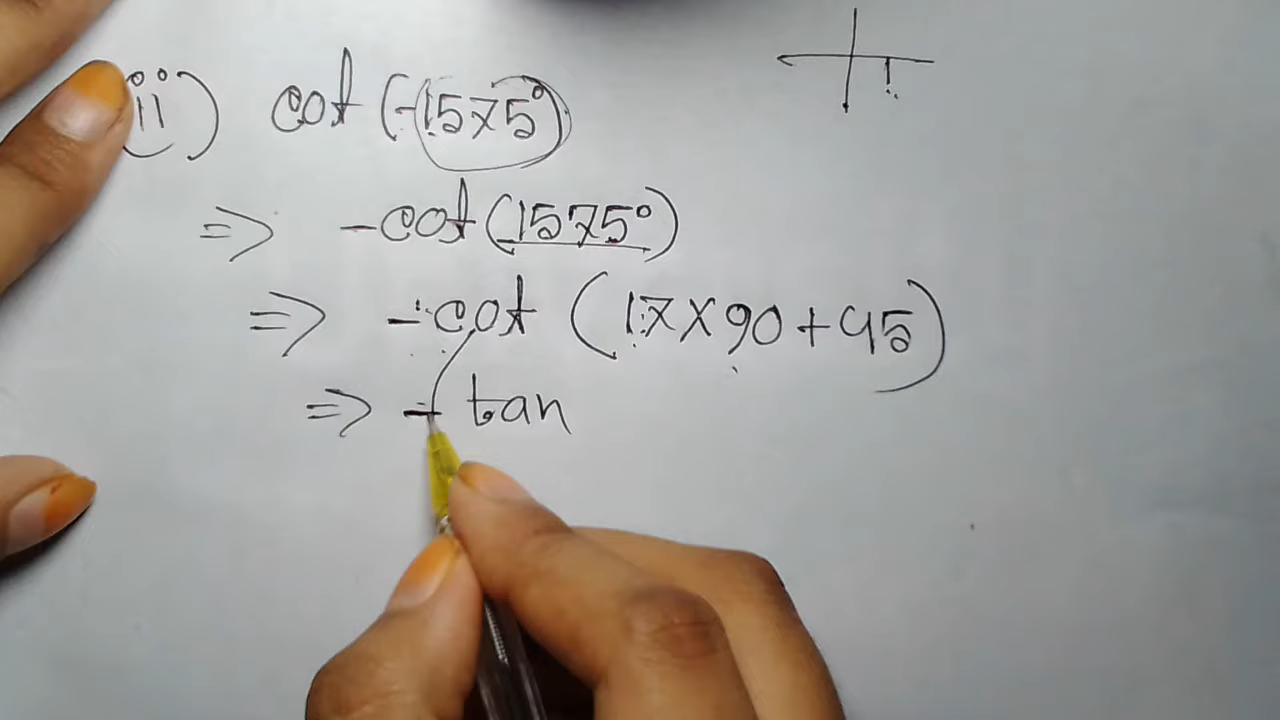 ii) cot (-1575°)
=> -cot (1575°)
=> -cot (17×90+45)
=> - tan